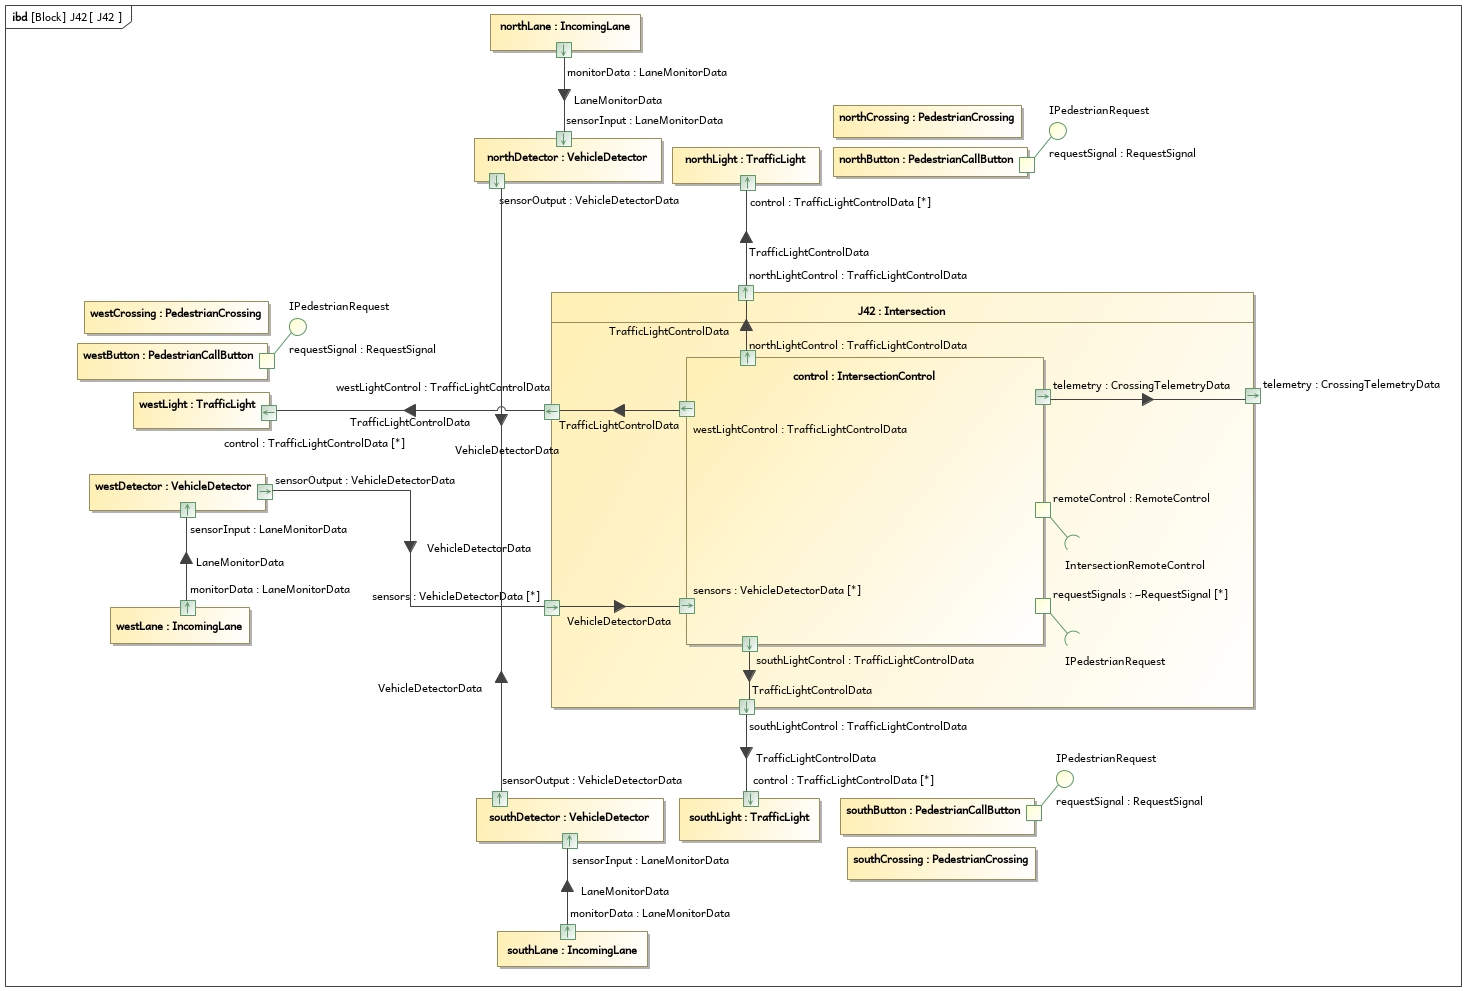 ibd [Block] J42 [ J42 ]
northLane : IncomingLane
monitorData : LaneMonitorData
LaneMonitorData
sensorInput : LaneMonitorData
northDetector : VehicleDetector
sensorOutput : VehicleDetectorData
northLight : TrafficLight
control : TrafficLightControlData [*]
TrafficLightControlData
northLightControl : TrafficLightControlData
northCrossing : PedestrianCrossing
IPedestrianRequest
northButton : PedestrianCallButton
requestSignal : RequestSignal
J42 : Intersection
TrafficLightControlData
northLightControl : TrafficLightControlData
control : IntersectionControl
westCrossing : PedestrianCrossing
IPedestrianRequest
westButton : PedestrianCallButton
requestSignal : RequestSignal
westLightControl : TrafficLightControlData
westLight : TrafficLight
TrafficLightControlData
control : TrafficLightControlData [*]
TrafficLightControlData
westLightControl : TrafficLightControlData
telemetry : CrossingTelemetryData
telemetry : CrossingTelemetryData
VehicleDetectorData
westDetector : VehicleDetector
sensorOutput : VehicleDetectorData
sensorInput : LaneMonitorData
LaneMonitorData
monitorData : LaneMonitorData
westLane : IncomingLane
VehicleDetectorData
sensors : VehicleDetectorData [*]
VehicleDetectorData
sensors : VehicleDetectorData [*]
remoteControl : RemoteControl
IntersectionRemoteControl
requestSignals : ~RequestSignal [*]
IPedestrianRequest
southLightControl : TrafficLightControlData
TrafficLightControlData
southLightControl : TrafficLightControlData
TrafficLightControlData
control : TrafficLightControlData [*]
VehicleDetectorData
sensorOutput : VehicleDetectorData
southDetector : VehicleDetector
southLight : TrafficLight
IPedestrianRequest
southButton : PedestrianCallButton
requestSignal : RequestSignal
southCrossing : PedestrianCrossing
sensorInput : LaneMonitorData
LaneMonitorData
monitorData : LaneMonitorData
southLane : IncomingLane